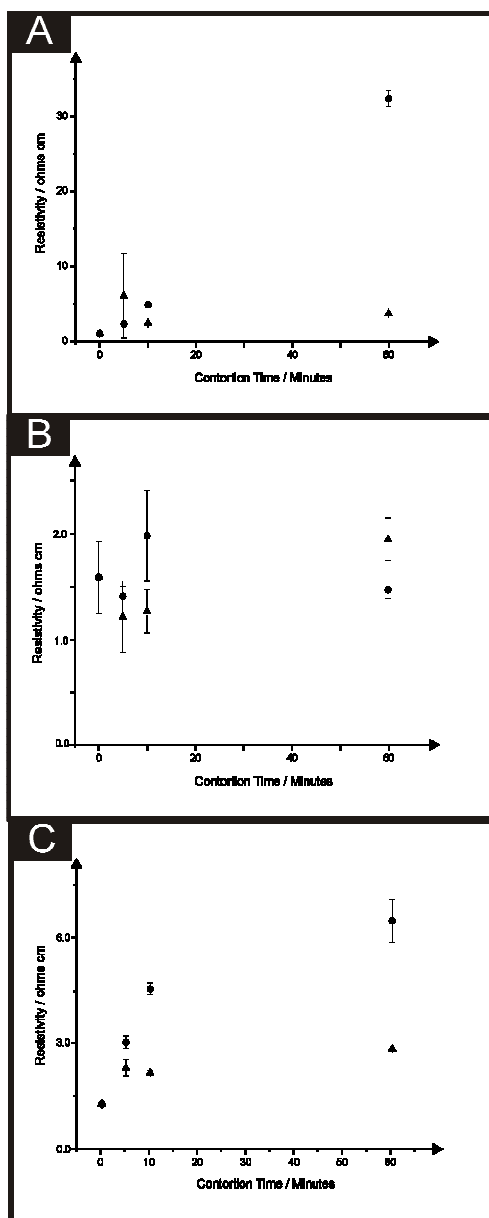 A
Resistivity / ohms cm
30
20
10
0
0 20 40 60
Contortion Time / Minutes
B
Resistivity / ohms cm
2.0
1.0
0.0
0 20 40 60
Contortion Time / Minutes
C
Resistivity / ohms cm
6.0
3.0
0.0
0 10 20 30 40 50 60
Contortion Time / Minutes